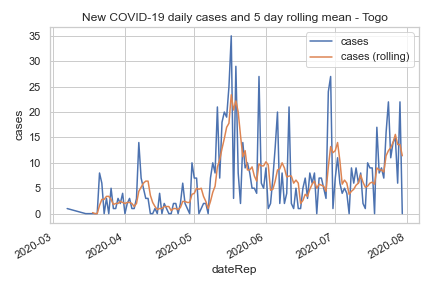 New COVID-19 daily cases and 5 day rolling mean - Togo
cases
cases (rolling)
cases
35
30
25
20
15
10
5
0
2020-03
2020-04
2020-05
2020-06
2020-07
2020-08
dateRep